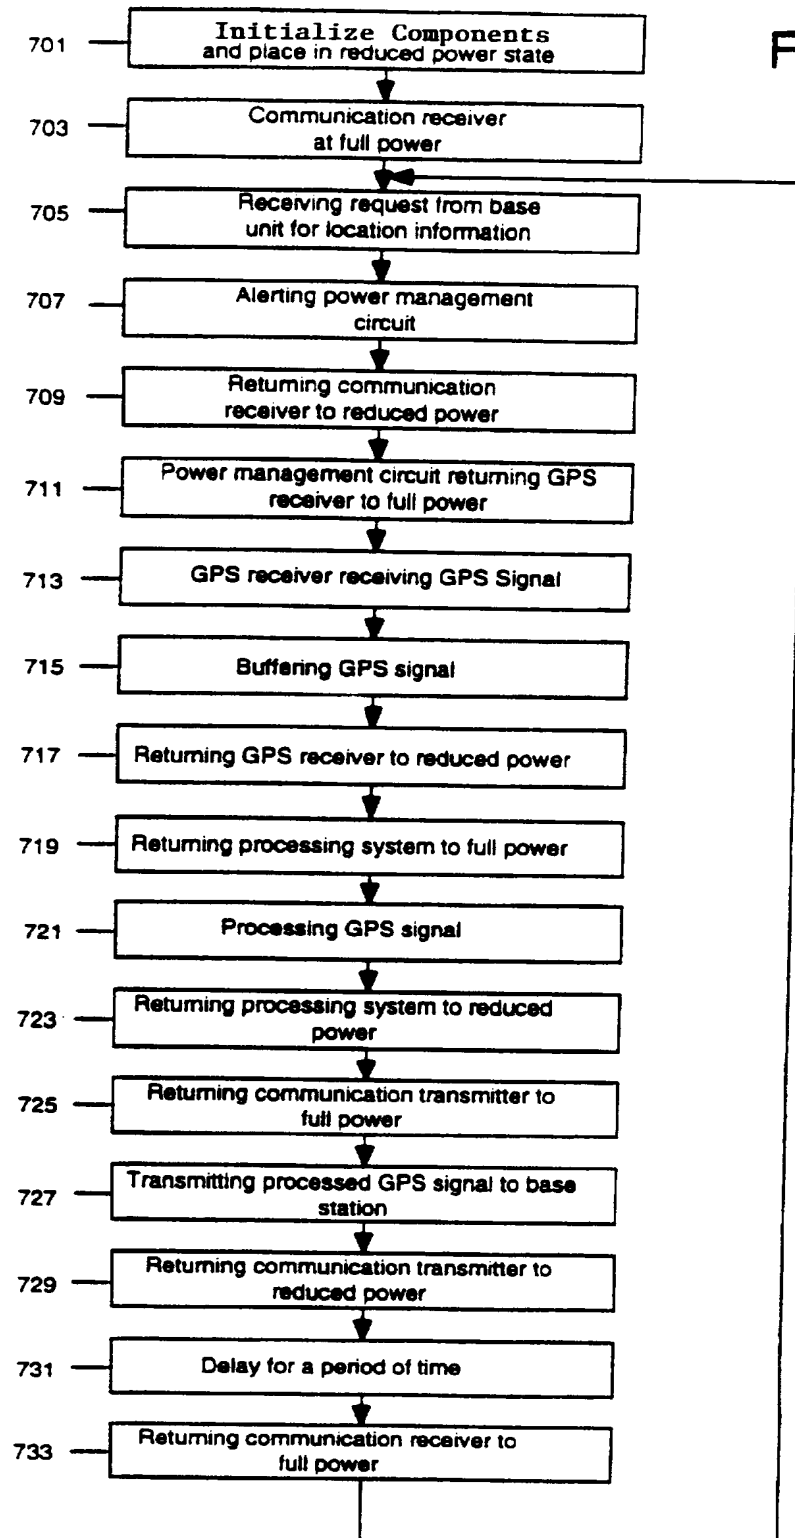 Initialize Components
701
and place in reduced power state
F
Communication receiver
703
at full power
Receiving request from base
705
unit for location information
Alerting power management
707
circuit
Returning communication
709
receiver to reduced power
Power management circuit returning GPS
711
receiver to full power
713
GPS receiver receiving GPS Signal
715
Buffering GPS signal
717
Returning GPS receiver to reduced power
719
Returning processing system to full power
721
Processing GPS signal
Returning processing system to reduced
723
power
Returning communication transmitter to
725
full power
Transmitting processed GPS signal to base
727
station
Returning communication transmitter to
729
reduced power
731
Delay for a period of time
Returning communication receiver to
733
full power